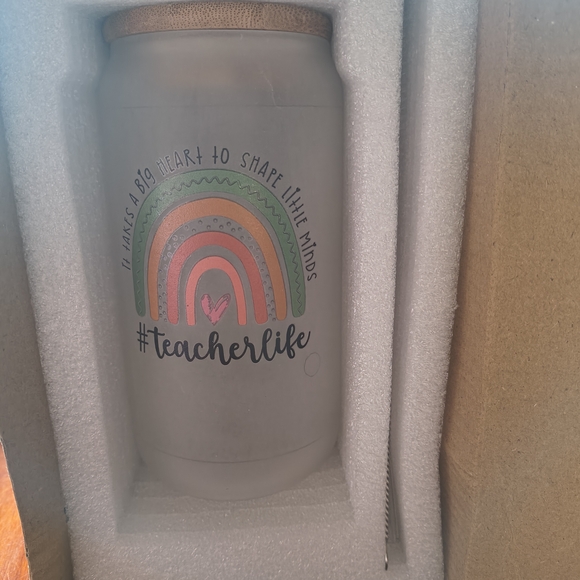 IT TAKES A BIG HEART TO SHAPE LITTLE MINDS
#teacherlife